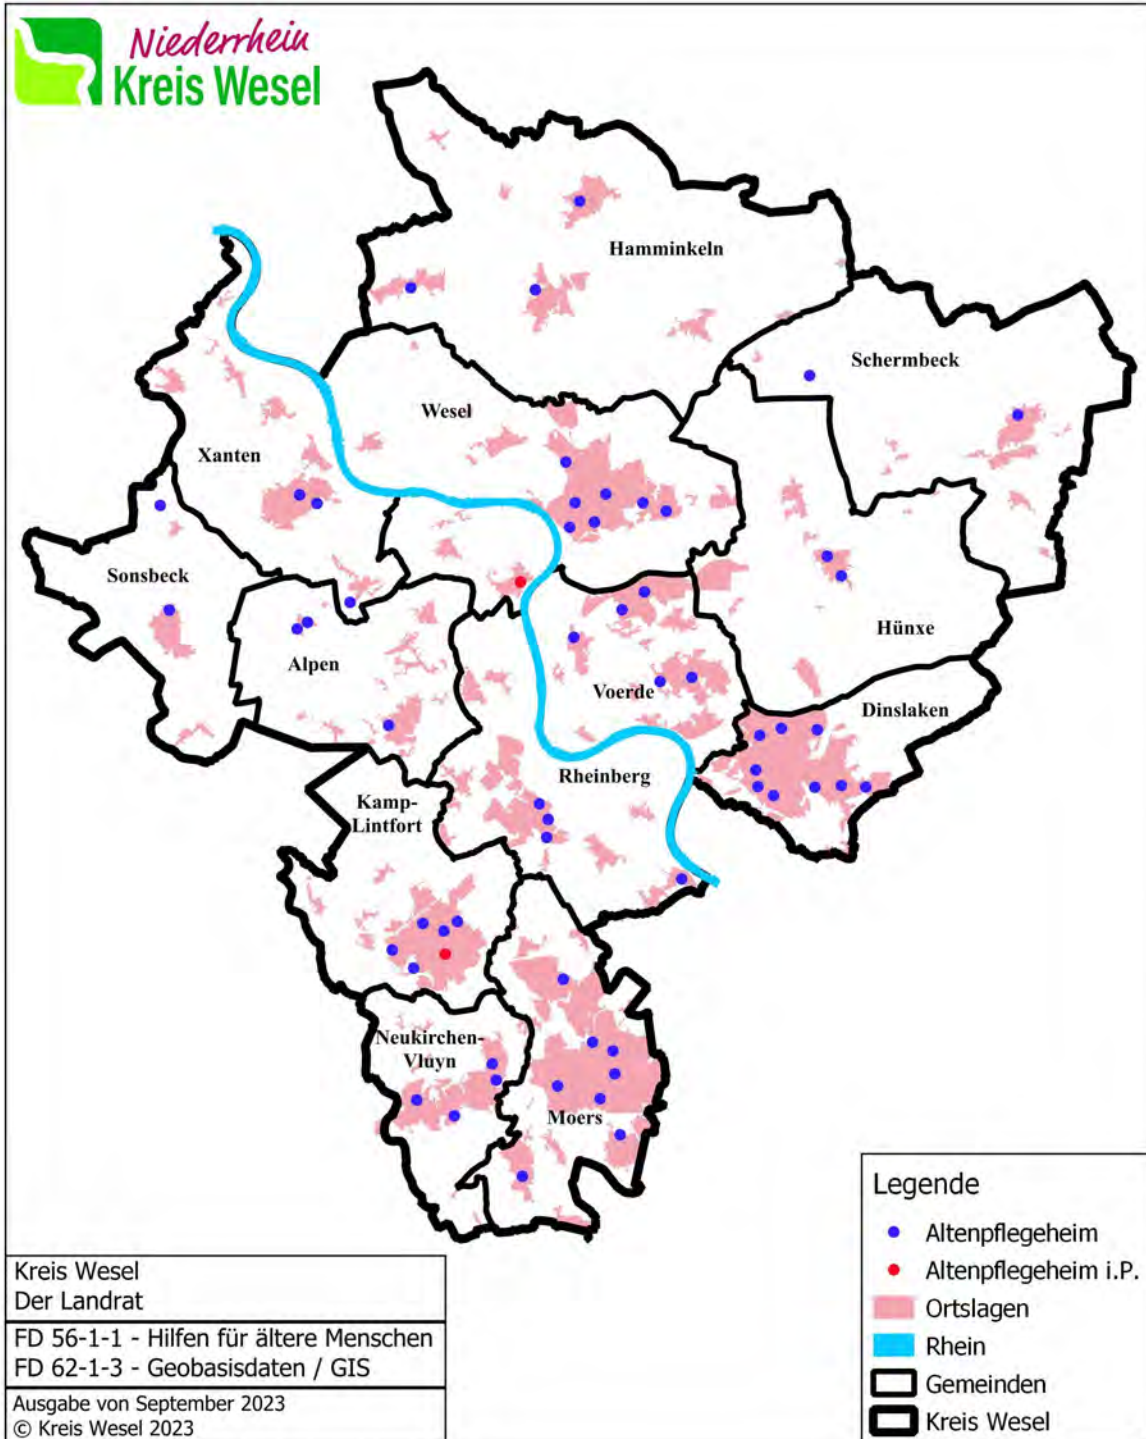 Niederrhein
Kreis Wesel
Hamminkeln
Schermbeck
Wesel
Xanten
Sonsbeck
Hünxe
Alpen
Voerde
Dinslaken
Rheinberg
Kamp-
Lintfort
Neukirchen-
Vluyn
Moers
Legende
Altenpflegeheim
Altenpflegeheim i.P.
Ortslagen
Rhein
Gemeinden
Kreis Wesel
Kreis Wesel
Der Landrat
FD 56-1-1 - Hilfen für ältere Menschen
FD 62-1-3 - Geobasisdaten / GIS
Ausgabe von September 2023
© Kreis Wesel 2023